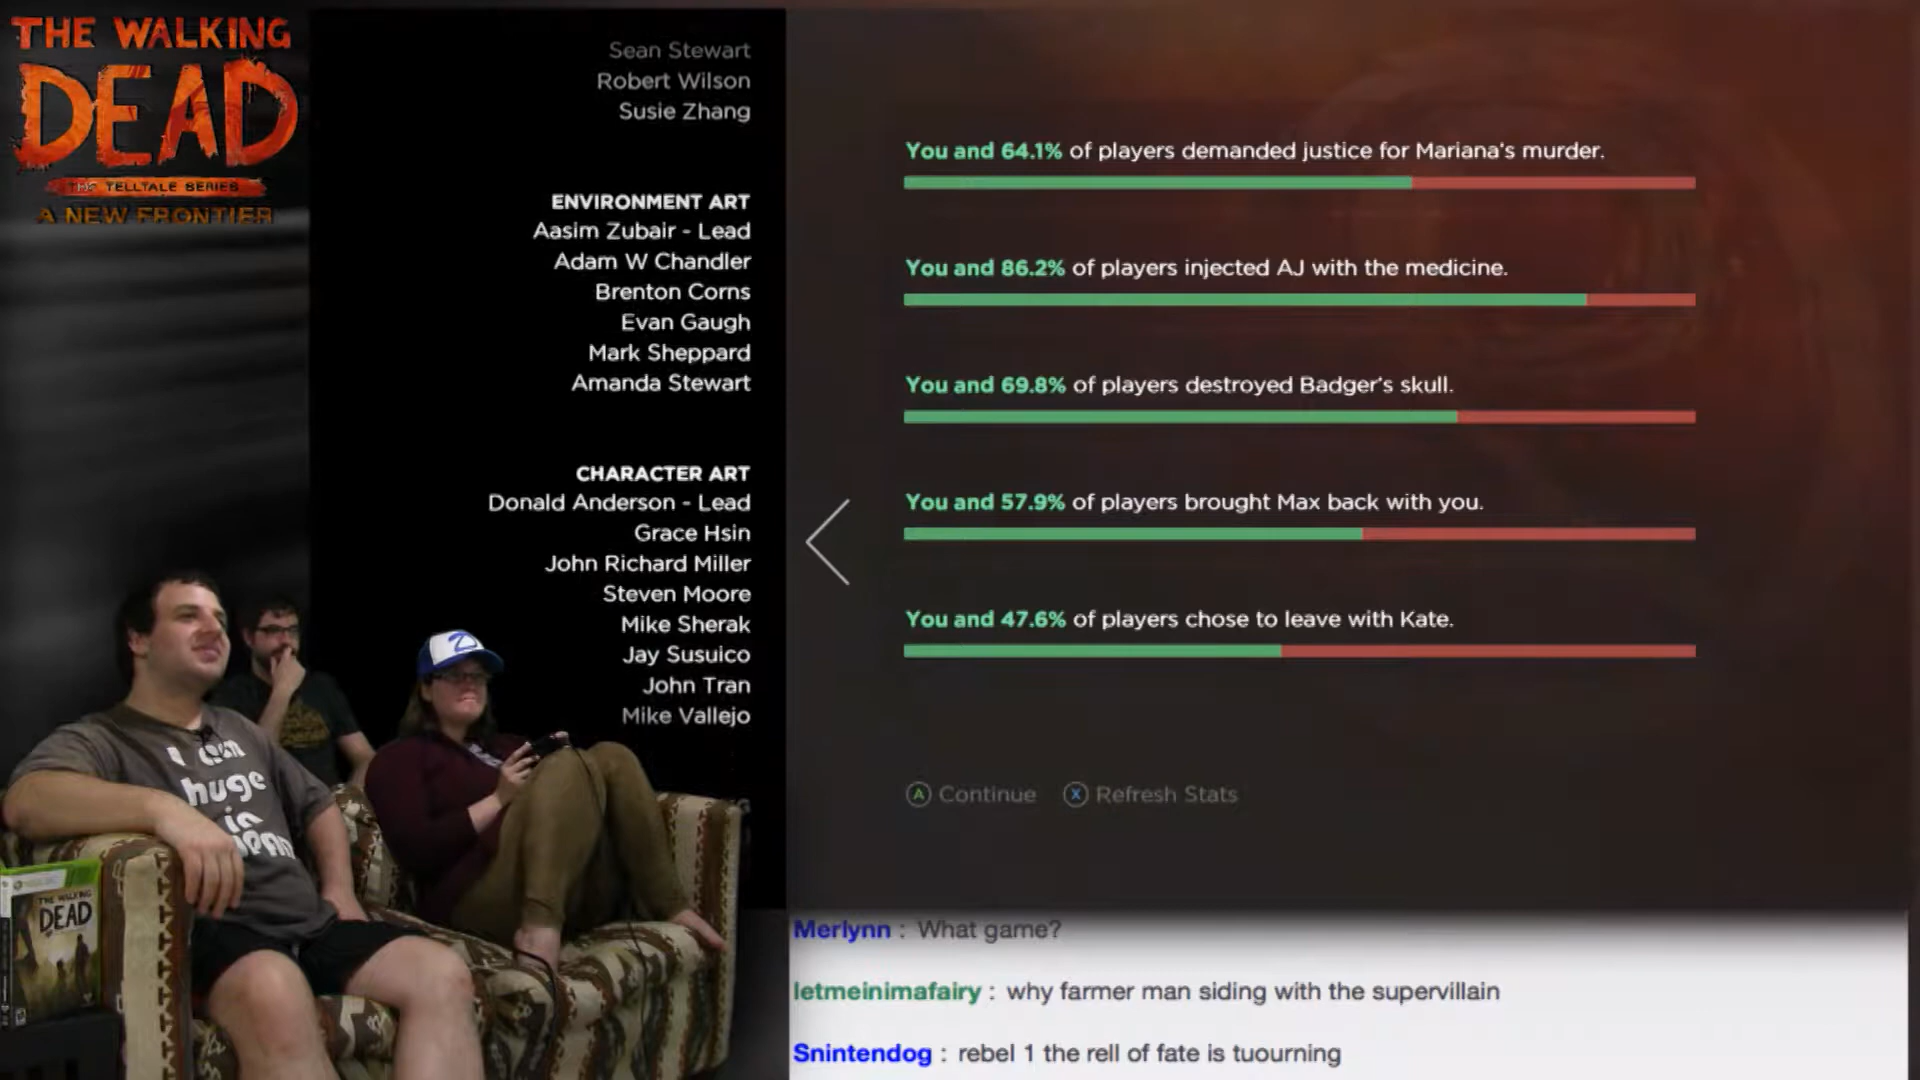 THE WALKING
DEAD
THE TELLTALE SERIES
A NEW FRONTIER
Sean Stewart
Robert Wilson
Susie Zhang
ENVIRONMENT ART
Aasim Zubair - Lead
Adam W Chandler
Brenton Corns
Evan Gaugh
Mark Sheppard
Amanda Stewart
CHARACTER ART
Donald Anderson - Lead
Grace Hsin
John Richard Miller
Steven Moore
Mike Sherak
Jay Susuico
John Tran
Mike Vallejo
You and 64.1% of players demanded justice for Mariana's murder.
You and 86.2% of players injected AJ with the medicine.
You and 69.8% of players destroyed Badger's skull.
You and 57.9% of players brought Max back with you.
You and 47.6% of players chose to leave with Kate.
A Continue X Refresh Stats
Merlynn : What game?
letmeinimafairy : why farmer man siding with the supervillain
Snintendog : rebel 1 the rell of fate is tuourning
I am
huge
in
THE WALKING
DEAD